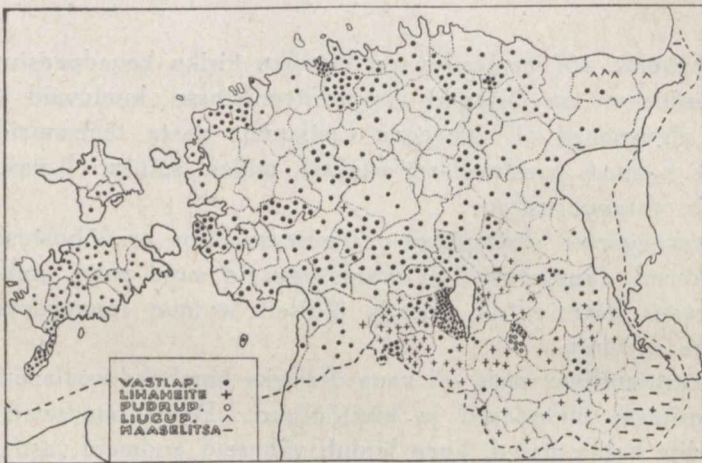 VASTLAP. •
LIHAHEITE +
PUDRUP. ○
LIUGUP. ^
MAASELITSA –